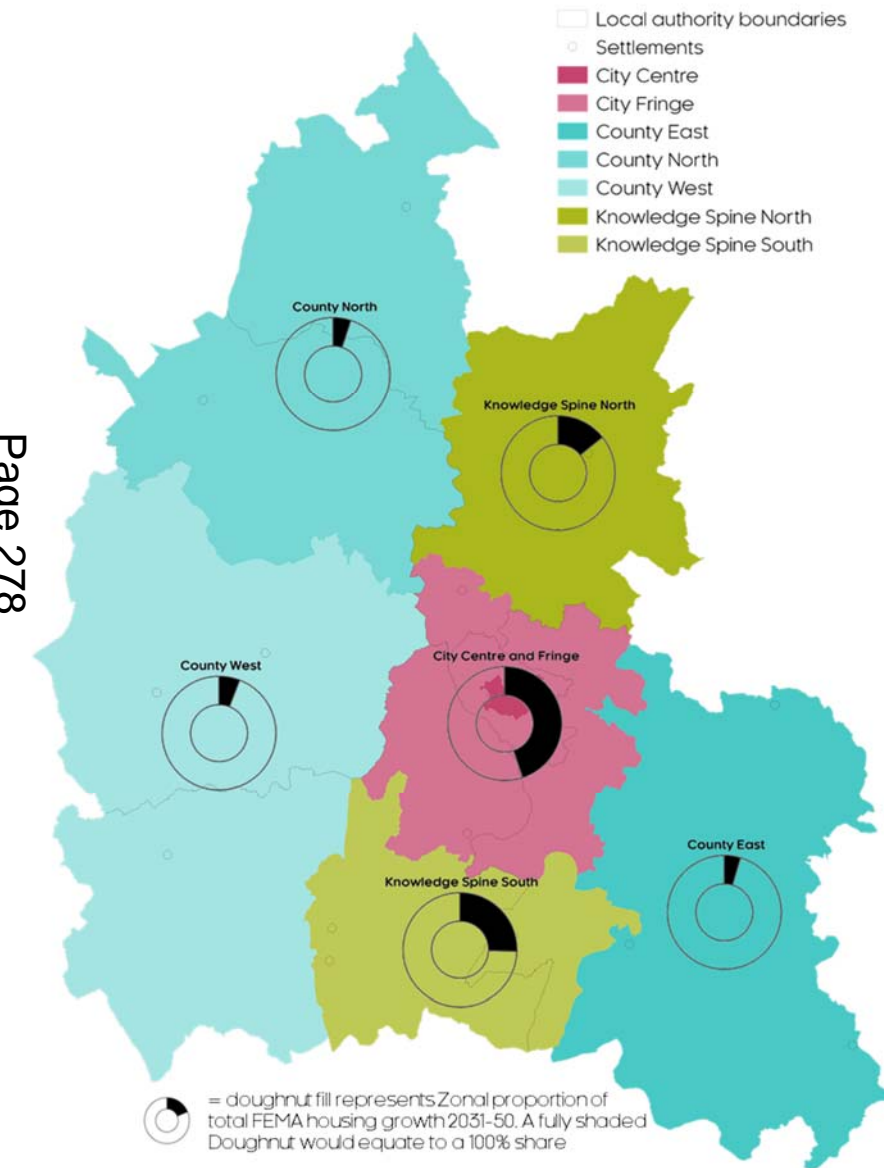 Local authority boundaries
Settlements
City Centre
City Fringe
County East
County North
County West
Knowledge Spine North
Knowledge Spine South
County North
Knowledge Spine North
Page 278
City Centre and Fringe
County West
County East
Knowledge Spine South
= doughnut fill represents Zonal proportion of
total FEMA housing growth 2031-50. A fully shaded
Doughnut would equate to a 100% share